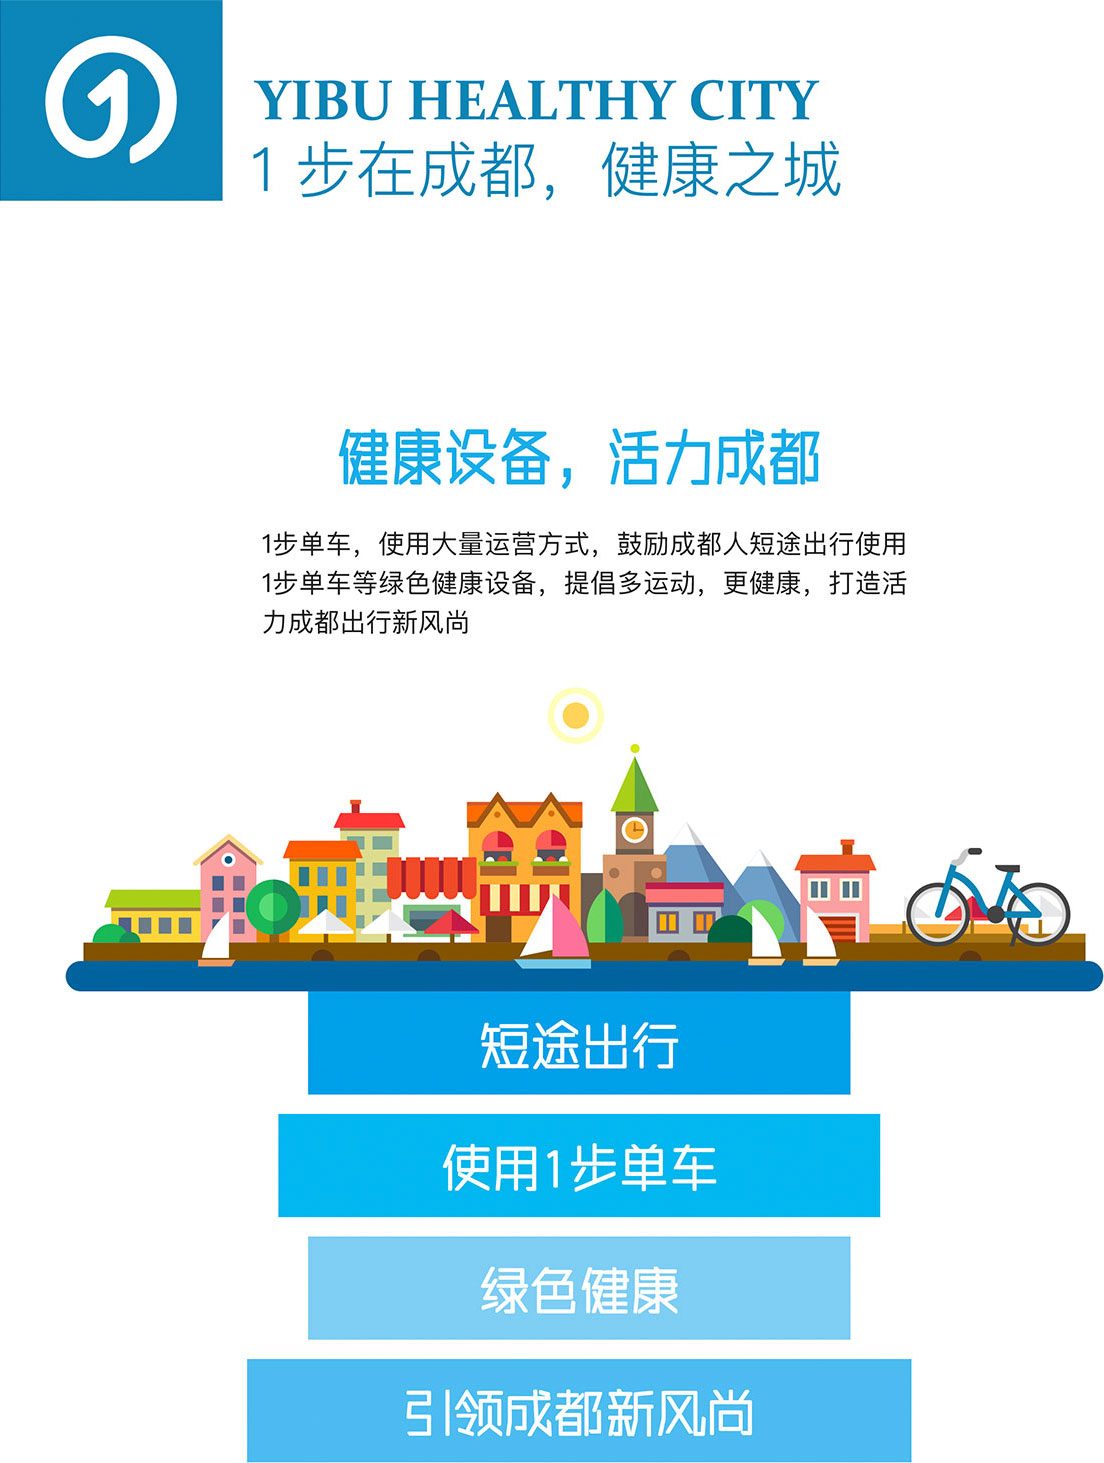 YIBU HEALTHY CITY
1 步在成都，健康之城
健康设备，活力成都
1步单车，使用大量运营方式，鼓励成都人短途出行使用
1步单车等绿色健康设备，提倡多运动，更健康，打造活
力成都出行新风尚
短途出行
使用1步单车
绿色健康
引领成都新风尚